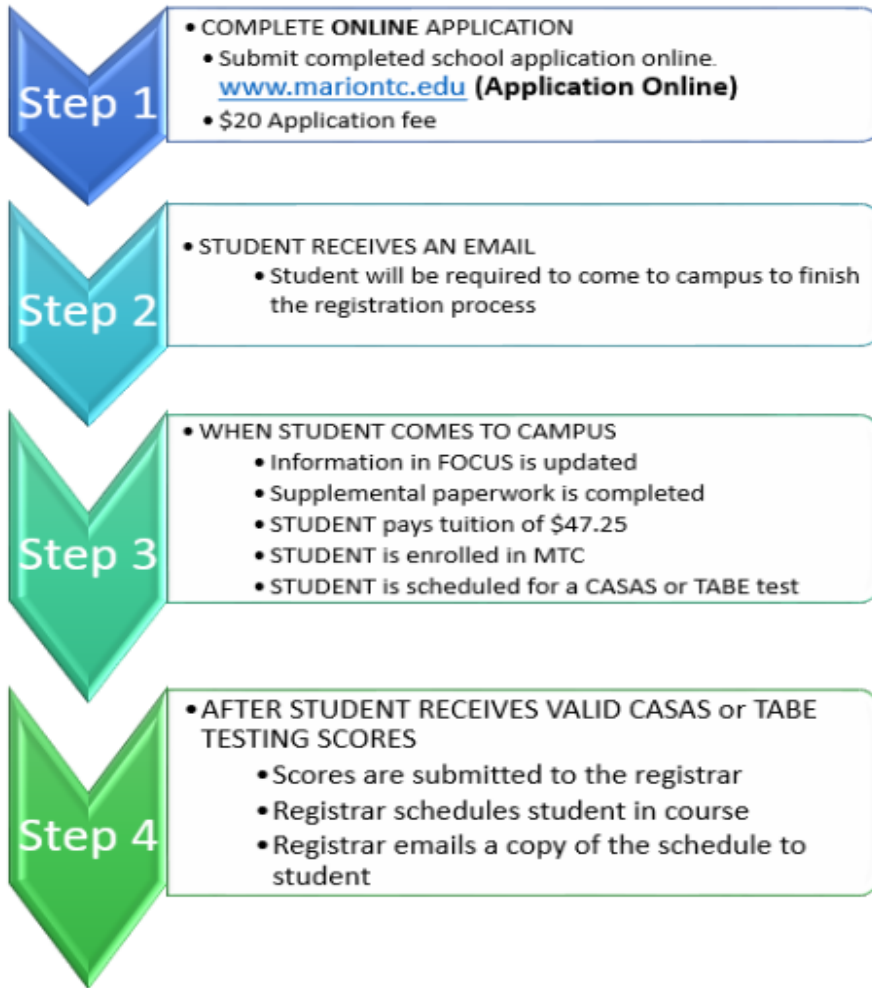 Step 1
• COMPLETE ONLINE APPLICATION
• Submit completed school application online.
www.mariontc.edu (Application Online)
• $20 Application fee
Step 2
• STUDENT RECEIVES AN EMAIL
• Student will be required to come to campus to finish
the registration process
Step 3
• WHEN STUDENT COMES TO CAMPUS
• Information in FOCUS is updated
• Supplemental paperwork is completed
• STUDENT pays tuition of $47.25
• STUDENT is enrolled in MTC
• STUDENT is scheduled for a CASAS or TABE test
Step 4
• AFTER STUDENT RECEIVES VALID CASAS or TABE
TESTING SCORES
• Scores are submitted to the registrar
• Registrar schedules student in course
• Registrar emails a copy of the schedule to
student